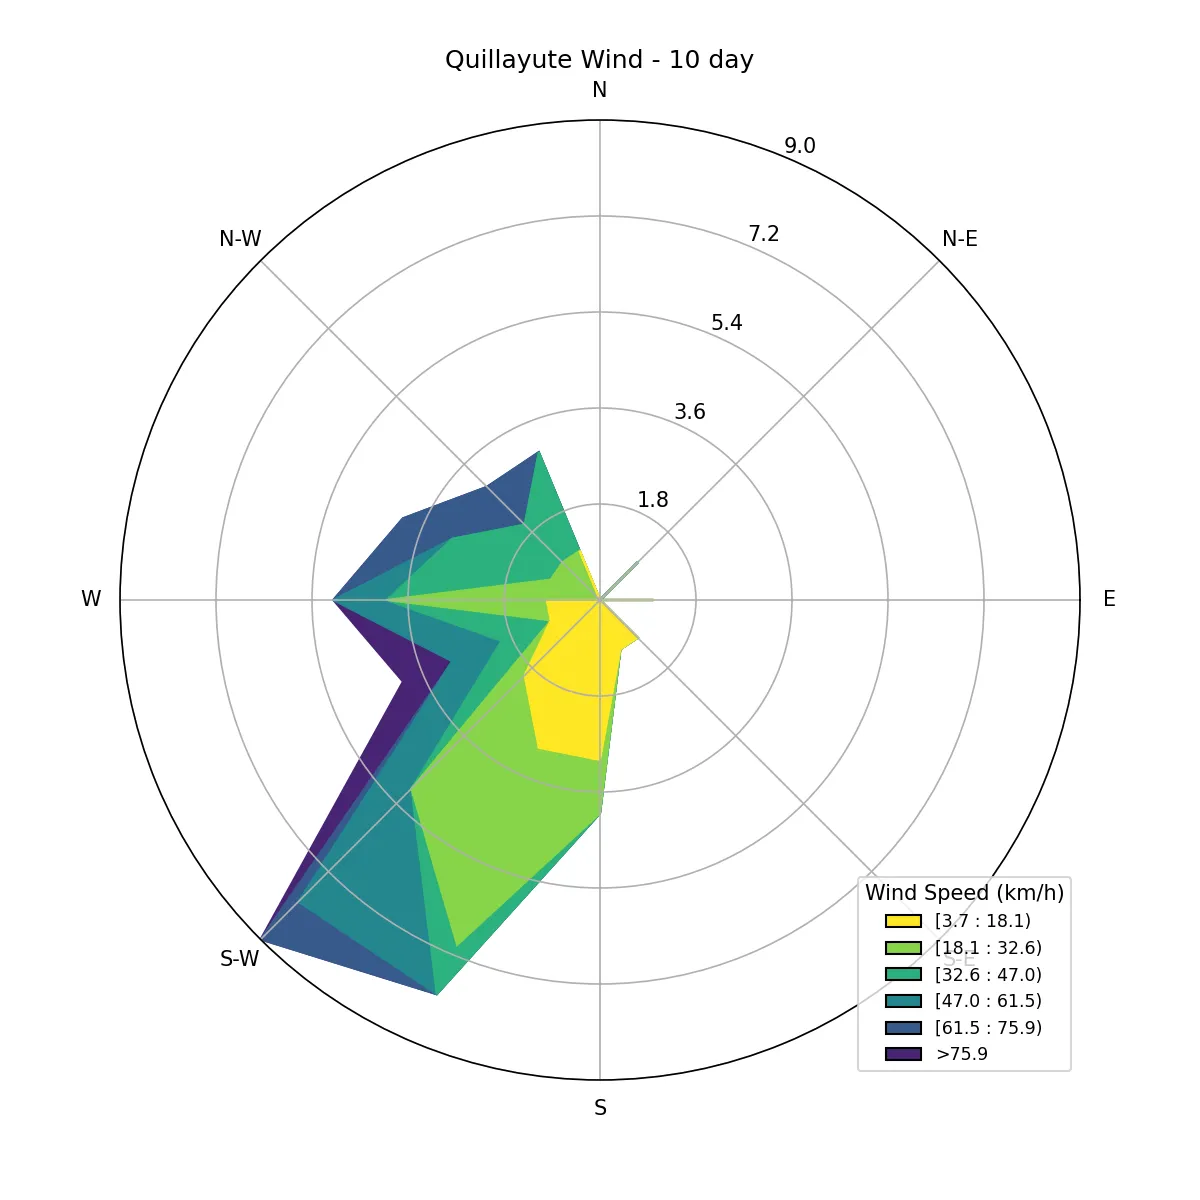 Quillayute Wind - 10 day
N
9.0
N-W
7.2
N-E
5.4
3.6
1.8
W
E
S-W
S-E
S
Wind Speed (km/h)
[3.7 : 18.1)
[18.1 : 32.6)
[32.6 : 47.0)
[47.0 : 61.5)
[61.5 : 75.9)
>75.9